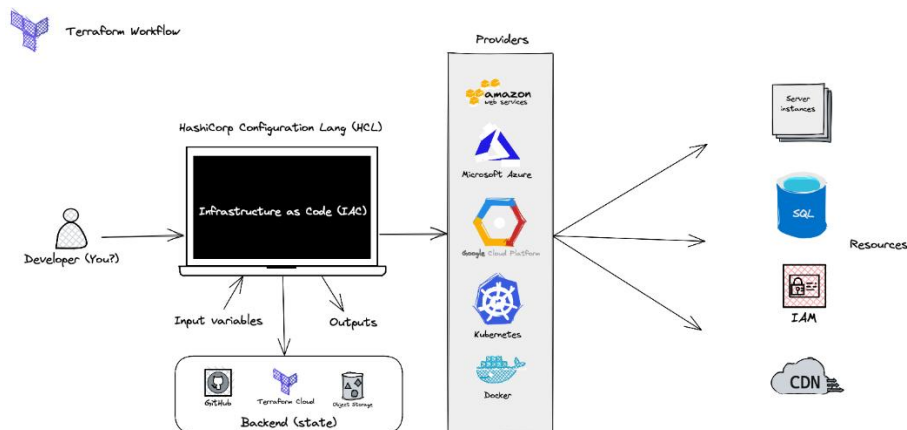 Terraform Workflow
Providers
amazon
web services
Microsoft Azure
Google Cloud Platform
Kubernetes
Docker
HashiCorp Configuration Lang (HCL)
Infrastructure as Code (IAC)
Developer (You?)
Input variables
Outputs
GitHub
Terraform Cloud
Object Storage
Backend (state)
Server
instances
SQL
IAM
CDN
Resources